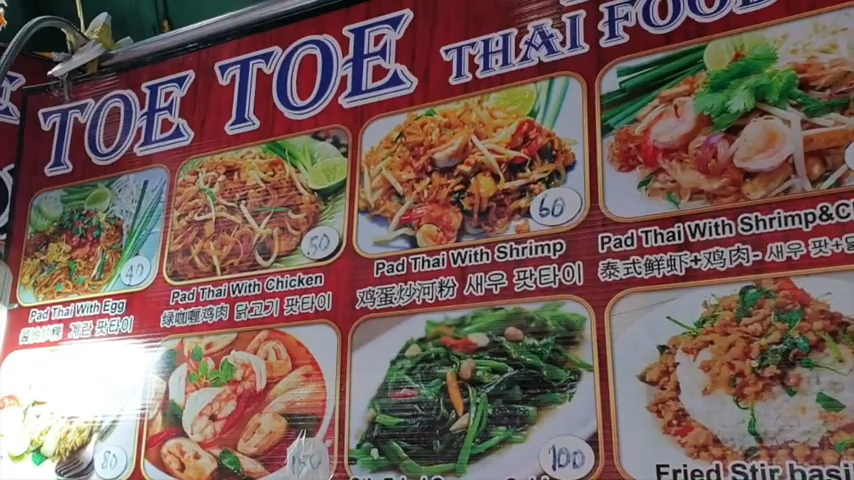 TOE TOE
THAI FOOD
40
50
60
Pad Thai With Egg
계란 팟타이
Pad Thai With Chicken
绿咖喱鸡肉 닭고기 팟타이
Pad Thai With Shrimp
鸡蛋炒河粉 새우 팟타이
Pad Thai With Shrimp
泰式鲜虾+鸡肉-새우 팟
80
150
100
Fried Stir